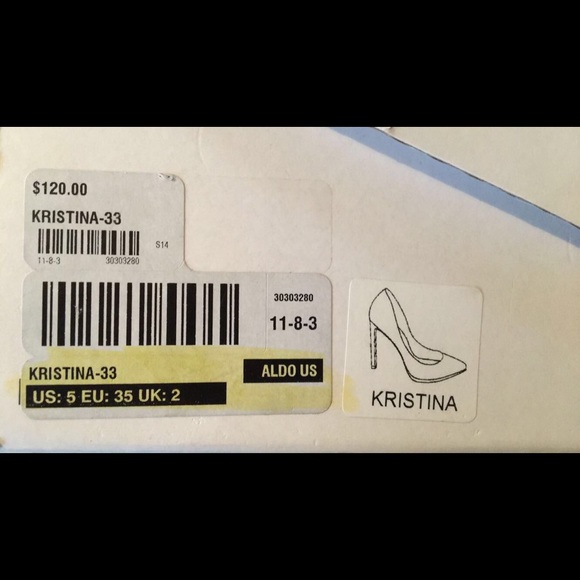 $120.00
KRISTINA-33
S14
11-8-3 30303280
30303280
11-8-3
KRISTINA-33
ALDO US
US: 5 EU: 35 UK: 2
KRISTINA